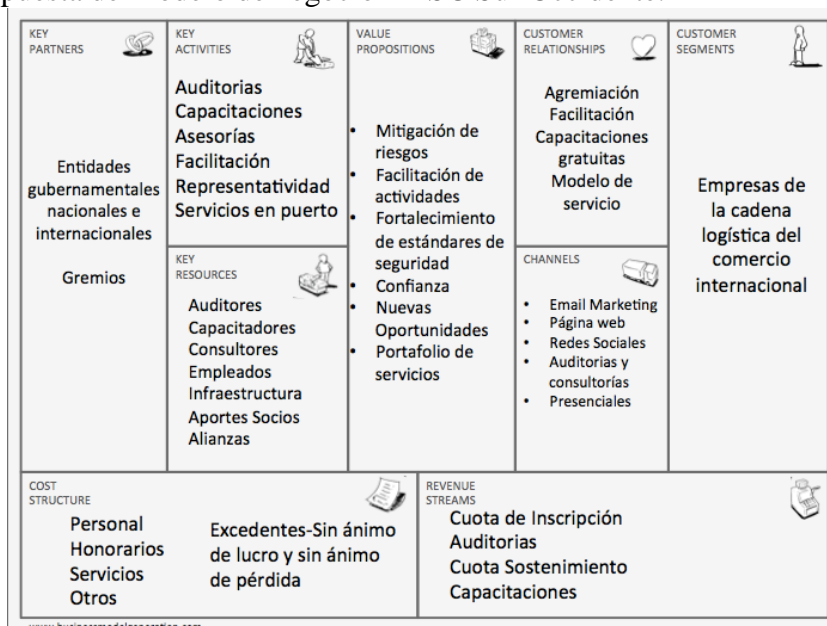 KEY
PARTNERS
Entidades
gubernamentales
nacionales e
internacionales
Gremios
KEY
ACTIVITIES
Auditorias
Capacitaciones
Asesorías
Facilitación
Representatividad
Servicios en puerto
KEY
RESOURCES
Auditores
Capacitadores
Consultores
Empleados
Infraestructura
Aportes Socios
Alianzas
VALUE
PROPOSITIONS
• Mitigación de
riesgos
• Facilitación de
actividades
• Fortalecimiento
de estándares de
seguridad
• Confianza
• Nuevas
Oportunidades
• Portafolio de
servicios
CUSTOMER
RELATIONSHIPS
Agremiación
Facilitación
Capacitaciones
gratuitas
Modelo de
servicio
CHANNELS
• Email Marketing
• Página web
• Redes Sociales
• Auditorias y
consultorías
• Presenciales
CUSTOMER
SEGMENTS
Empresas de
la cadena
logística del
comercio
internacional
COST
STRUCTURE
Personal
Honorarios
Servicios
Otros
Excedentes-Sin ánimo
de lucro y sin ánimo
de pérdida
REVENUE
STREAMS
Cuota de Inscripción
Auditorias
Cuota Sostenimiento
Capacitaciones